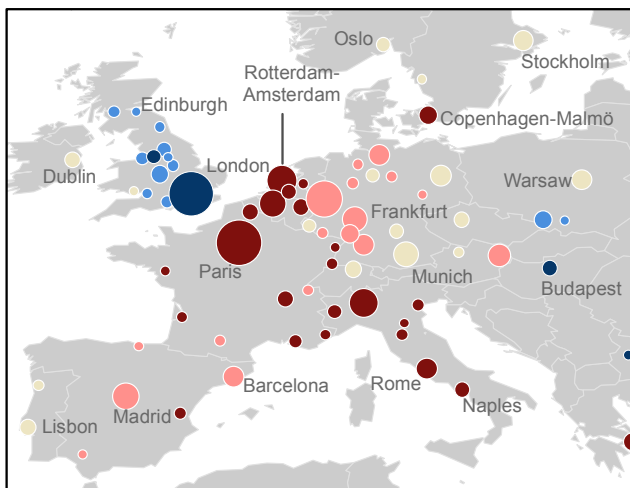 Oslo
Stockholm
Rotterdam-
Amsterdam
Edinburgh
Copenhagen-Malmö
London
Dublin
Warsaw
Frankfurt
Paris
Munich
Budapest
Barcelona
Rome
Madrid
Naples
Lisbon